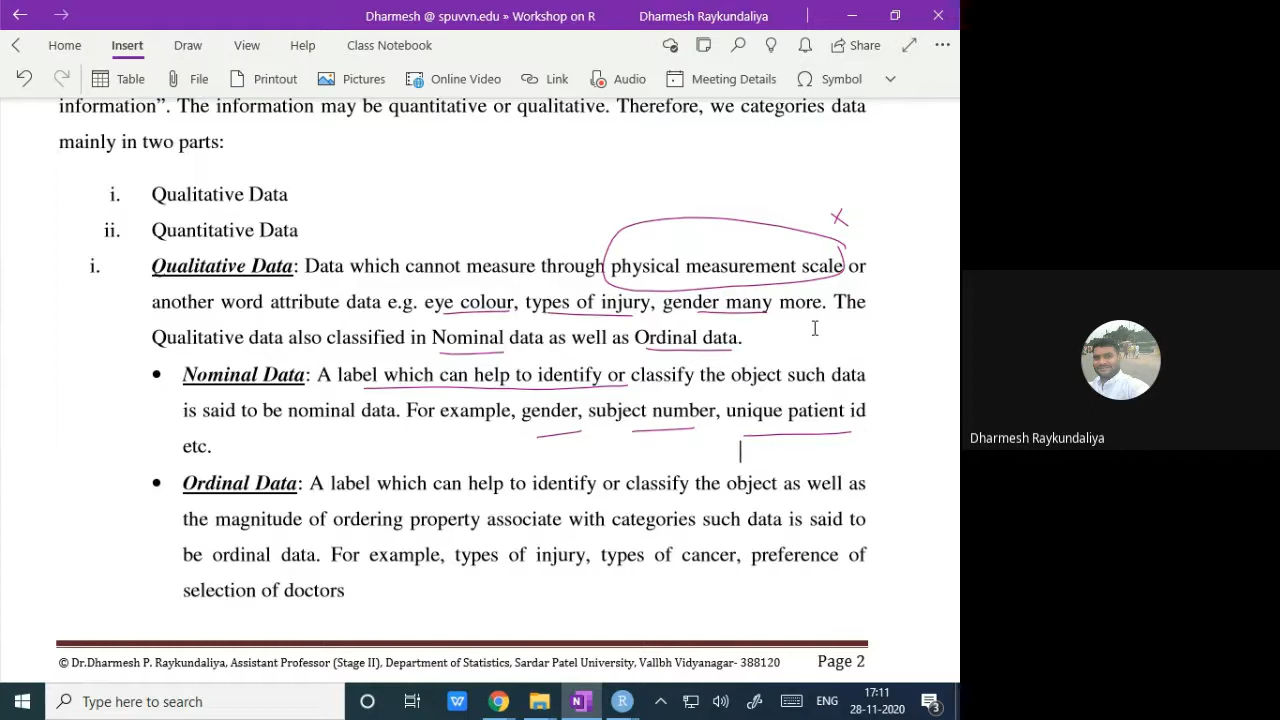 Dharmesh @ spuvvn.edu » Workshop on R Dharmesh Raykundaliya
Home Insert Draw View Help Class Notebook Share
Table File Printout Pictures Online Video Link Audio Meeting Details Symbol
information”. The information may be quantitative or qualitative. Therefore, we categories data
mainly in two parts:
i. Qualitative Data
ii. Quantitative Data
i. Qualitative Data: Data which cannot measure through physical measurement scale or
another word attribute data e.g. eye colour, types of injury, gender many more. The
Qualitative data also classified in Nominal data as well as Ordinal data.
• Nominal Data: A label which can help to identify or classify the object such data
is said to be nominal data. For example, gender, subject number, unique patient id
etc.
• Ordinal Data: A label which can help to identify or classify the object as well as
the magnitude of ordering property associate with categories such data is said to
be ordinal data. For example, types of injury, types of cancer, preference of
selection of doctors
© Dr.Dharmesh P. Raykundaliya, Assistant Professor (Stage II), Department of Statistics, Sardar Patel University, Vallbh Vidyanagar- 388120 Page 2
Dharmesh Raykundaliya
Type here to search
ENG
17:11
28-11-2020
3